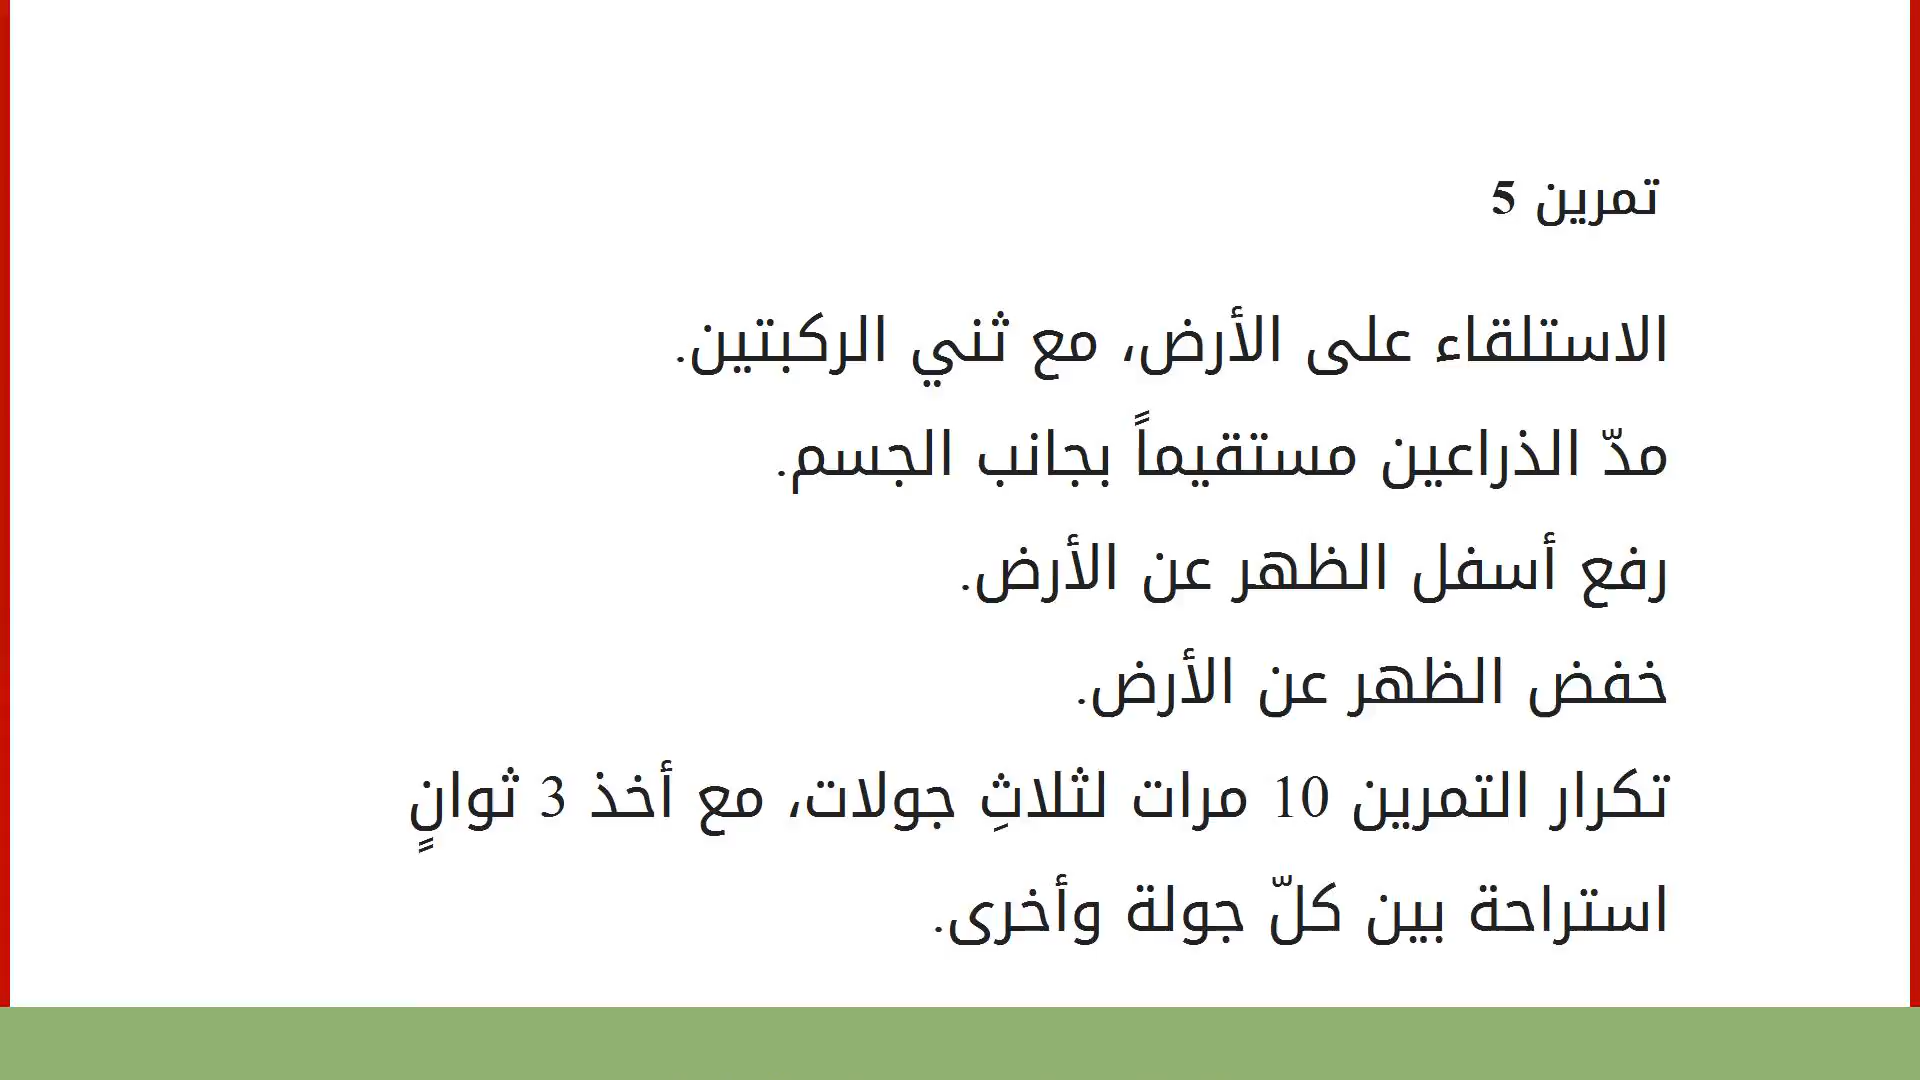 تمرين 5
الاستلقاء على الأرض، مع ثني الركبتين.
مدّ الذراعين مستقيماً بجانب الجسم.
رفع أسفل الظهر عن الأرض.
خفض الظهر عن الأرض.
تكرار التمرين 10 مرات لثلاثِ جولات، مع أخذ 3 ثوانٍ
استراحة بين كلّ جولة وأخرى.